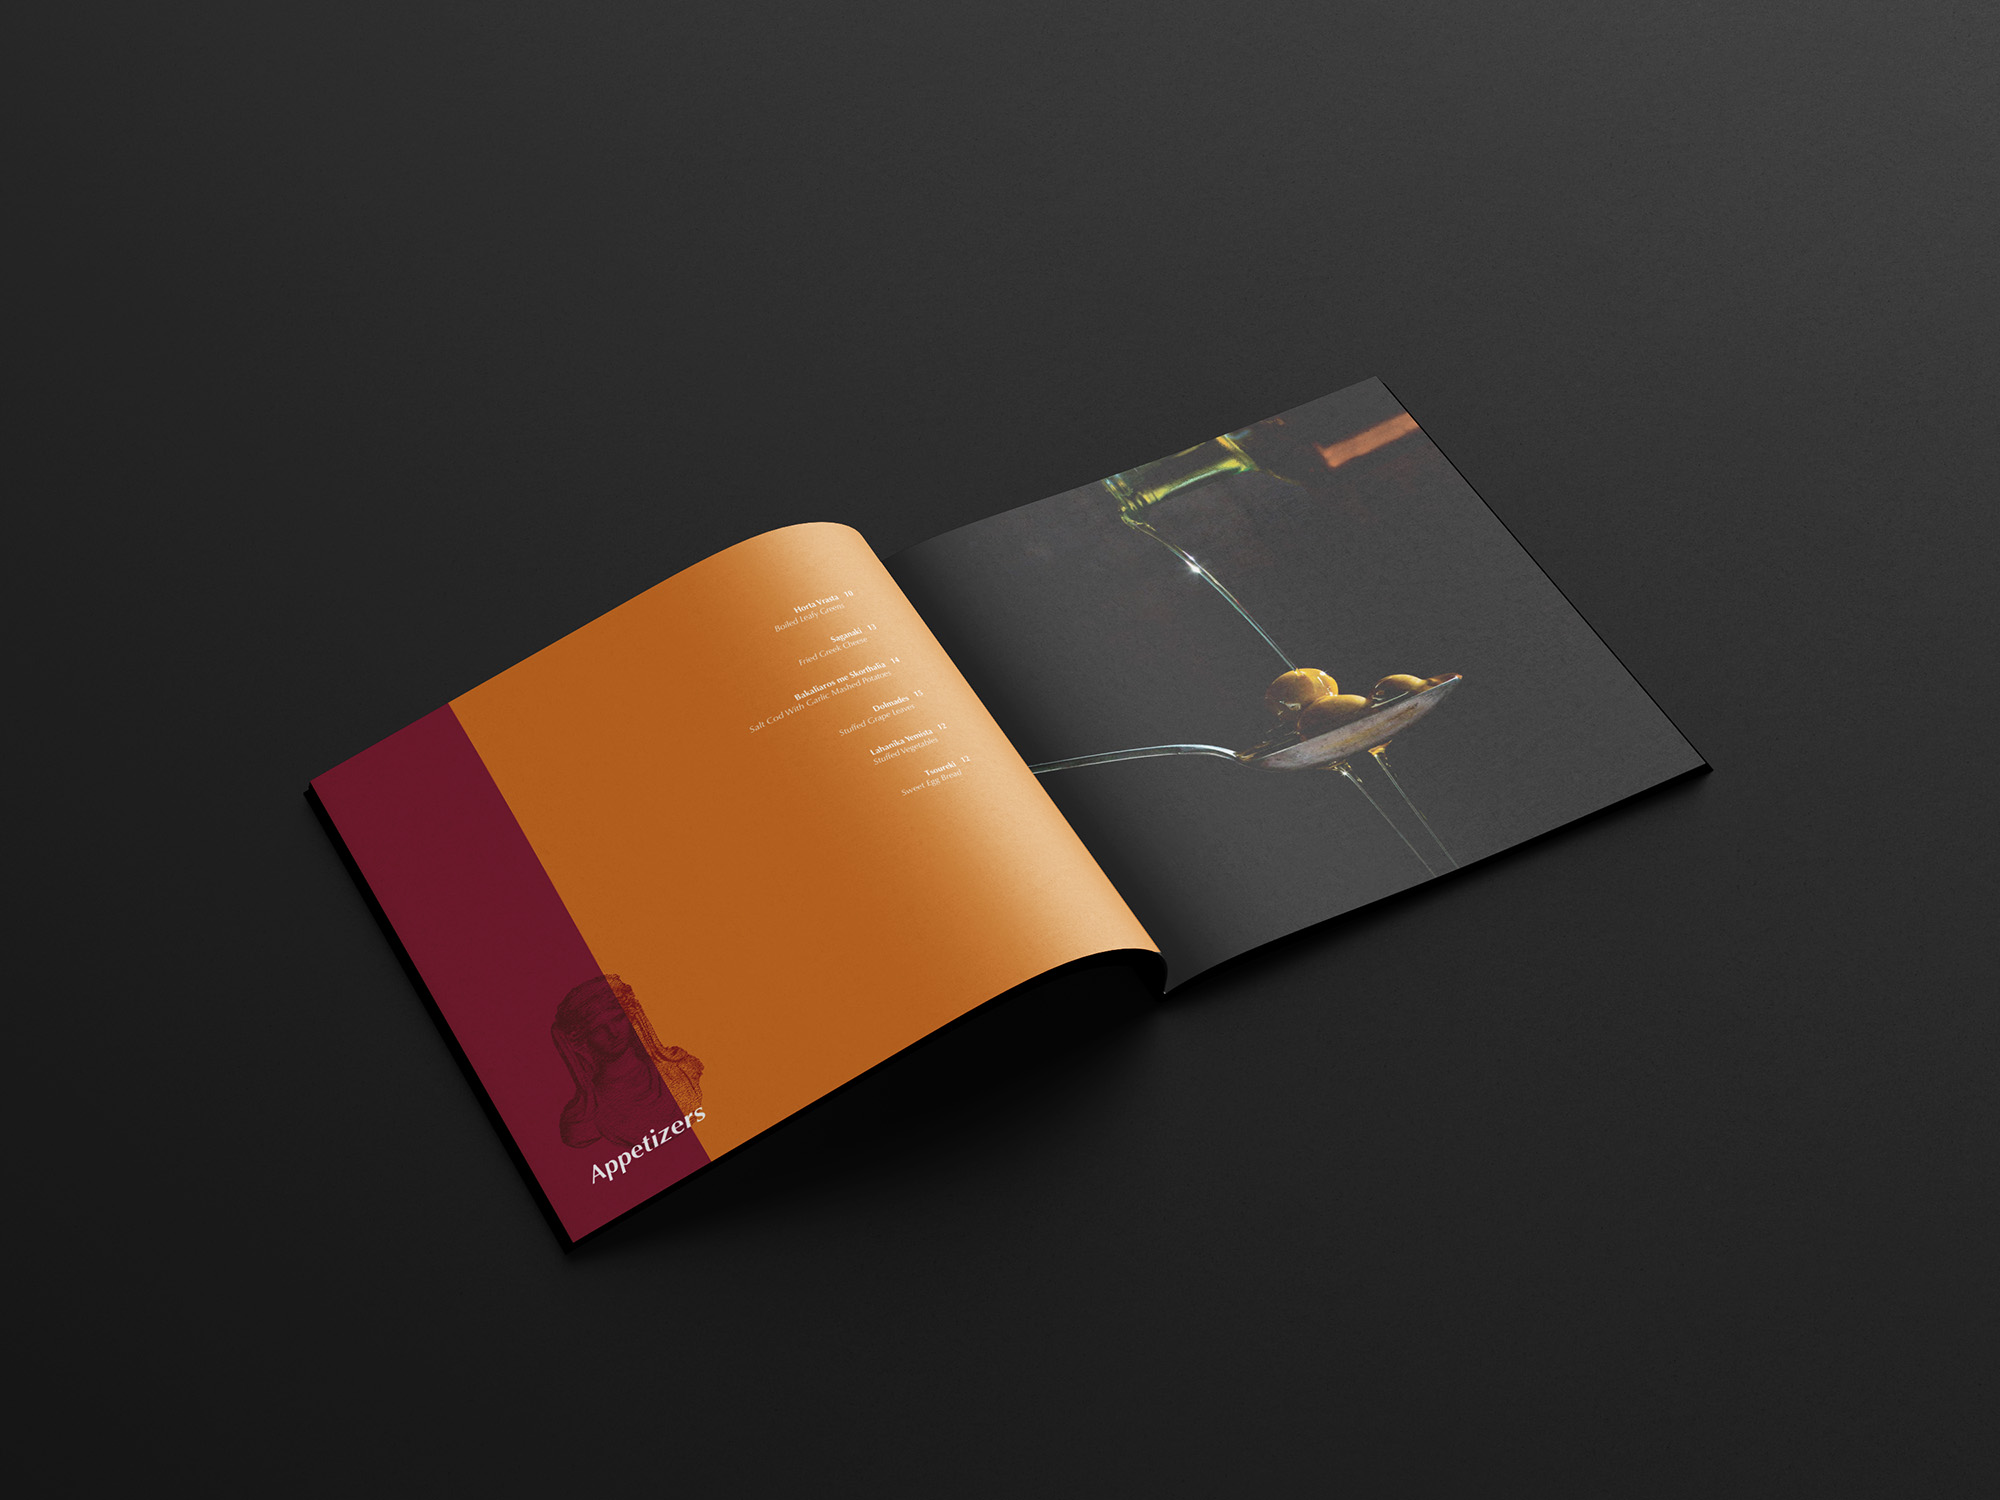 Horta Vrasta 10
Boiled Leafy Greens
Saganaki 13
Fried Greek Cheese
Bakaliaros me Skorthalia 14
Salt Cod With Garlic Mashed Potatoes
Dolmades 15
Stuffed Grape Leaves
Lahanika Yemista 12
Stuffed Vegetables
Tsoureki 12
Sweet Egg Bread
Appetizers